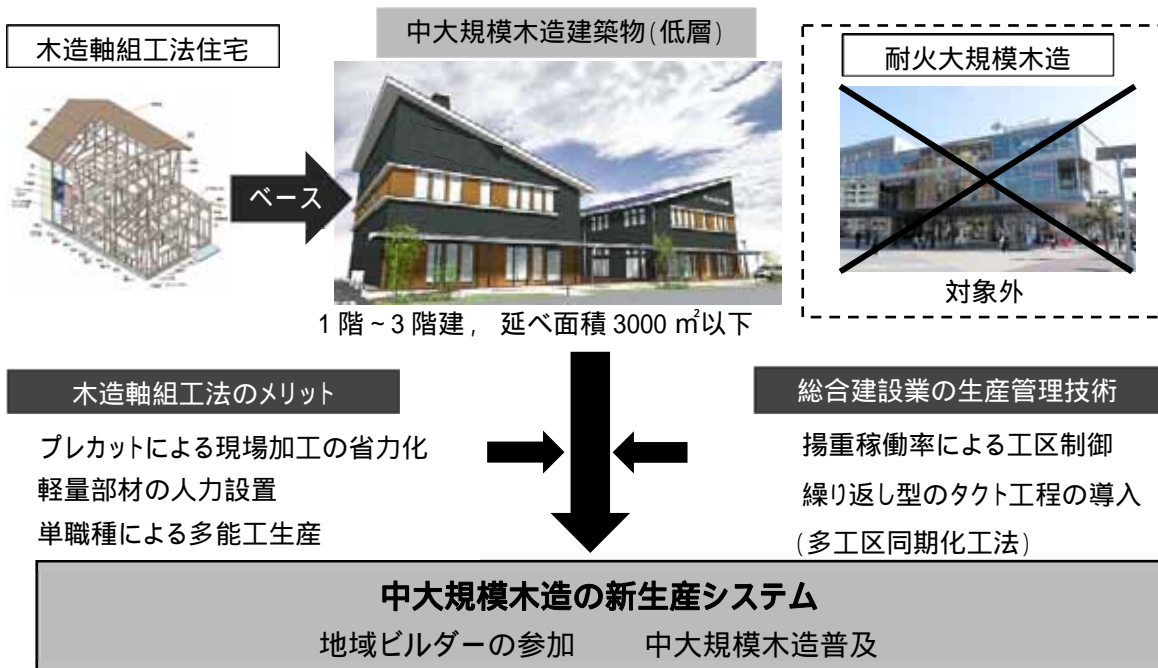 中大規模木造建築物(低層)
木造軸組工法住宅
耐火大規模木造
ベース
対象外
1階~3階建, 延べ面積 3000 ㎡以下
木造軸組工法のメリット
プレカットによる現場加工の省力化
軽量部材の人力設置
単職種による多能工生産
総合建設業の生産管理技術
揚重稼働率による工区制御
繰り返し型のタクト工程の導入
(多工区同期化工法)
中大規模木造の新生産システム
地域ビルダーの参加 中大規模木造普及